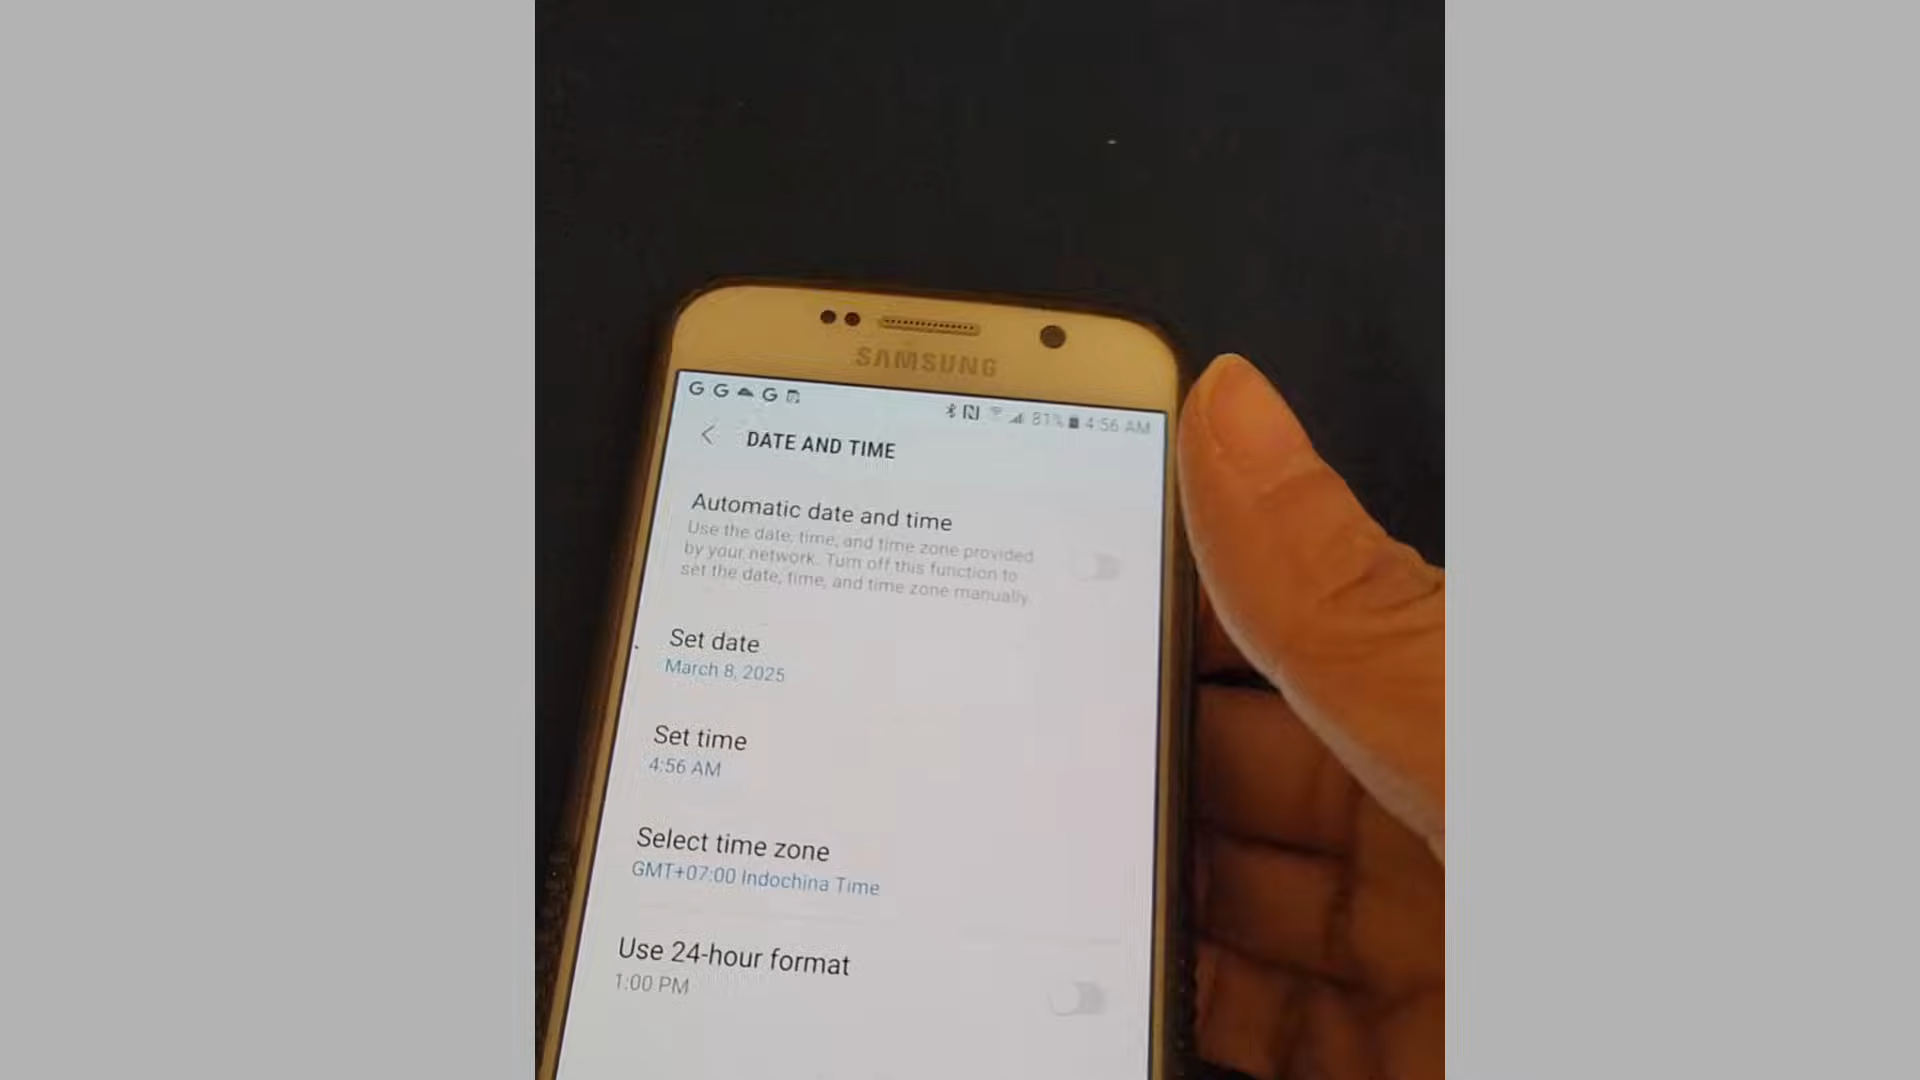 SAMSUNG
G G G 81% 4:56 AM
DATE AND TIME
Automatic date and time
Use the date, time, and time zone provided
by your network. Turn off this function to
set the date, time, and time zone manually.
Set date
March 8, 2025
Set time
4:56 AM
Select time zone
GMT+07:00 Indochina Time
Use 24-hour format
1:00 PM